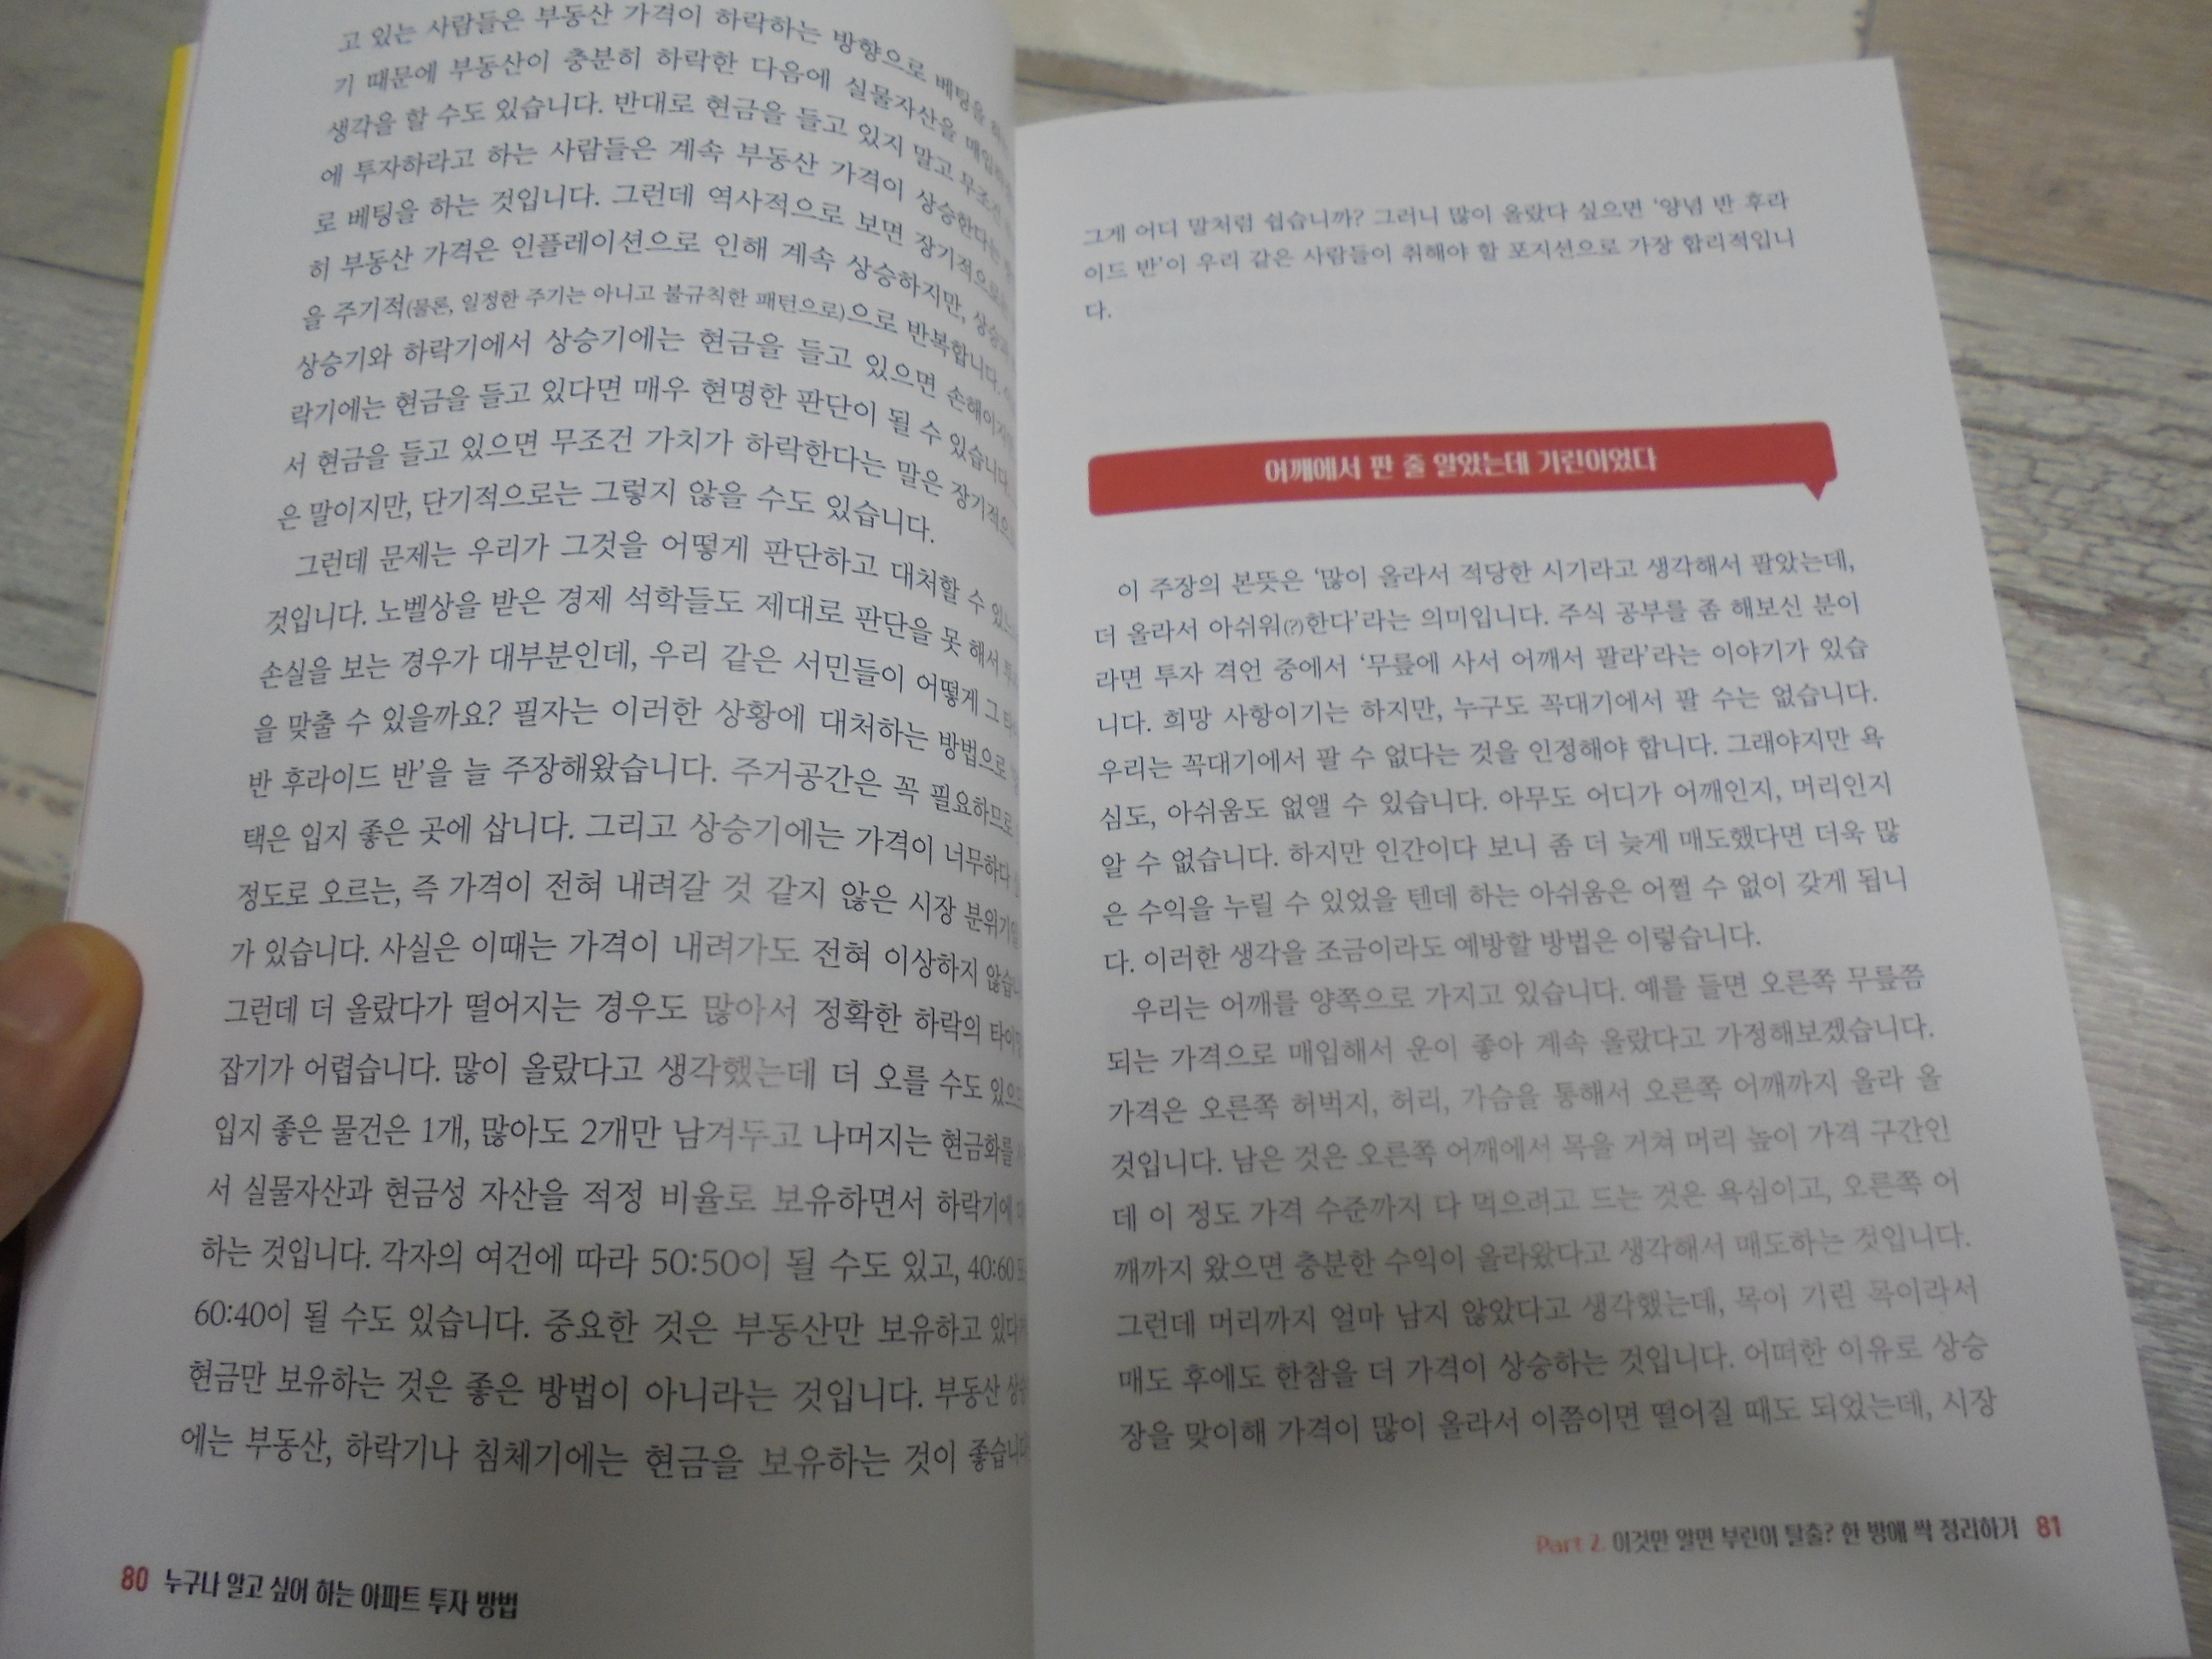 고 있는 사람들은 부동산 가격이 하락하는 방향으로 베팅을
기 때문에 부동산이 충분히 하락한 다음에 실물자산을
생각을 할 수도 있습니다. 반대로 현금을 들고 있지 말고 무조건
에 투자하라고 하는 사람들은 계속 부동산 가격이 상승한다는
로 베팅을 하는 것입니다. 그런데 역사적으로 보면 장기적으로
히 부동산 가격은 인플레이션으로 인해 계속 상승하지만,
을 주기적(물론, 일정한 주기는 아니고 불규칙한 패턴으로)으로 반복합니다.
상승기와 하락기에서 상승기에는 현금을 들고 있으면
락기에는 현금을 들고 있다면 매우 현명한 판단이 될 수 있습니다.
서 현금을 들고 있으면 무조건 가치가 하락한다는 말은
은 말이지만, 단기적으로는 그렇지 않을 수도 있습니다.
그런데 문제는 우리가 그것을 어떻게 판단하고 대처할 수
것입니다. 노벨상을 받은 경제 석학들도 제대로 판단을 못 해서
손실을 보는 경우가 대부분인데, 우리 같은 서민들이 어떻게 그
을 맞출 수 있을까요? 필자는 이러한 상황에 대처하는 방법으로
반 후라이드 반’을 늘 주장해왔습니다. 주거공간은 꼭 필요하므로
택은 입지 좋은 곳에 삽니다. 그리고 상승기에는 가격이 너무하다
정도로 오르는, 즉 가격이 전혀 내려갈 것 같지 않은 시장
가 있습니다. 사실은 이때는 가격이 내려가도 전혀 이상하지
그런데 더 올랐다가 떨어지는 경우도 많아서 정확한 하락의
잡기가 어렵습니다. 많이 올랐다고 생각했는데 더 오를 수도
입지 좋은 물건은 1개, 많아도 2개만 남겨두고 나머지는 현금화를
서 실물자산과 현금성 자산을 적정 비율로 보유하면서 하락기에
하는 것입니다. 각자의 여건에 따라 50:50이 될 수도 있고, 40:60
60:40이 될 수도 있습니다. 중요한 것은 부동산만 보유하고
현금만 보유하는 것은 좋은 방법이 아니라는 것입니다. 부동산
에는 부동산, 하락기나 침체기에는 현금을 보유하는 것이
80 누구나 알고 싶어 하는 아파트 투자 방법
그게 어디 말처럼 쉽습니까? 그러니 많이 올랐다 싶으면 ‘양념 반 후라
이드 반’이 우리 같은 사람들이 취해야 할 포지션으로 가장 합리적입니
다.
어깨에서 판 줄 알았는데 기린이었다
이 주장의 본뜻은 ‘많이 올라서 적당한 시기라고 생각해서 팔았는데,
더 올라서 아쉬워(?)한다’라는 의미입니다. 주식 공부를 좀 해보신 분이
라면 투자 격언 중에서 ‘무릎에 사서 어깨서 팔라’라는 이야기가 있습
니다. 희망 사항이기는 하지만, 누구도 꼭대기에서 팔 수는 없습니다.
우리는 꼭대기에서 팔 수 없다는 것을 인정해야 합니다. 그래야지만 욕
심도, 아쉬움도 없앨 수 있습니다. 아무도 어디가 어깨인지, 머리인지
알 수 없습니다. 하지만 인간이다 보니 좀 더 늦게 매도했다면 더욱 많
은 수익을 누릴 수 있었을 텐데 하는 아쉬움은 어쩔 수 없이 갖게 됩니
다. 이러한 생각을 조금이라도 예방할 방법은 이렇습니다.
우리는 어깨를 양쪽으로 가지고 있습니다. 예를 들면 오른쪽 무릎쯤
되는 가격으로 매입해서 운이 좋아 계속 올랐다고 가정해보겠습니다.
가격은 오른쪽 허벅지, 허리, 가슴을 통해서 오른쪽 어깨까지 올라 올
것입니다. 남은 것은 오른쪽 어깨에서 목을 거쳐 머리 높이 가격 구간인
데 이 정도 가격 수준까지 다 먹으려고 드는 것은 욕심이고, 오른쪽 어
깨까지 왔으면 충분한 수익이 올라왔다고 생각해서 매도하는 것입니다.
그런데 머리까지 얼마 남지 않았다고 생각했는데, 목이 기린 목이라서
매도 후에도 한참을 더 가격이 상승하는 것입니다. 어떠한 이유로 상승
장을 맞이해 가격이 많이 올라서 이쯤이면 떨어질 때도 되었는데, 시장
Part 2. 이것만 알면 부린이 탈출? 한 방에 싹 정리하기 81